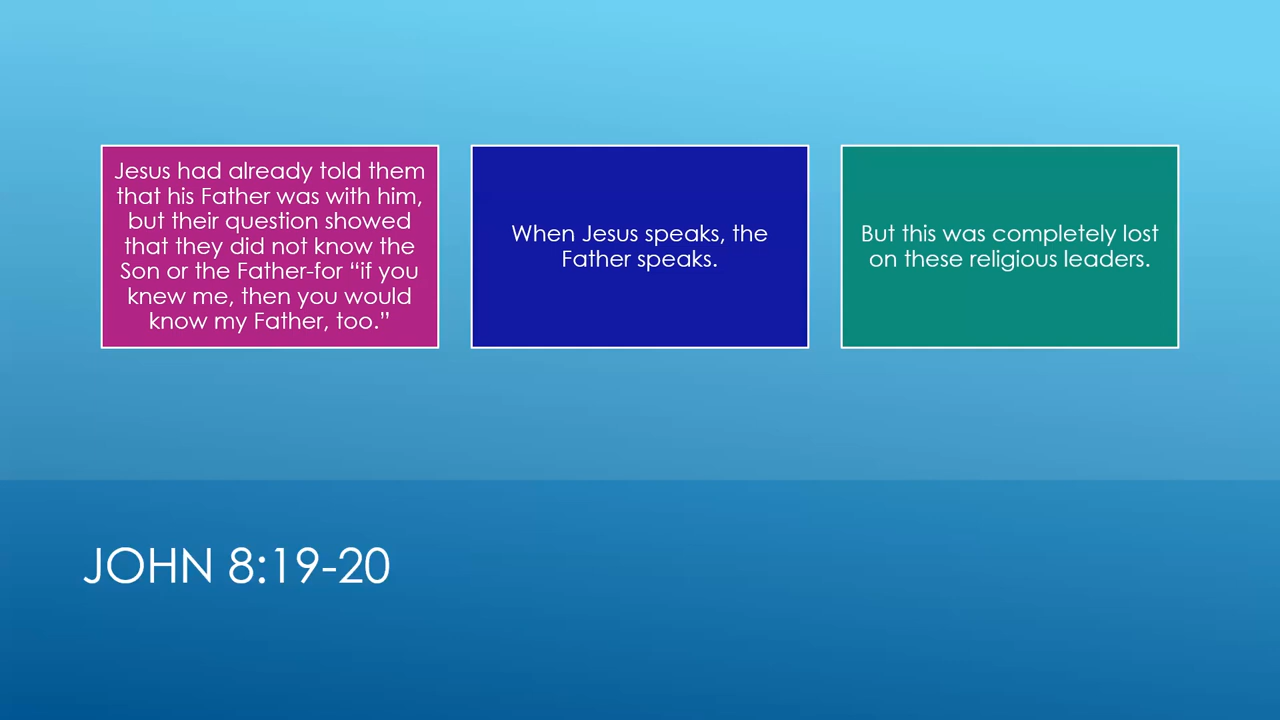 Jesus had already told them
that his Father was with him,
but their question showed
that they did not know the
Son or the Father-for “if you
knew me, then you would
know my Father, too.”
When Jesus speaks, the
Father speaks.
But this was completely lost
on these religious leaders.
JOHN 8:19-20